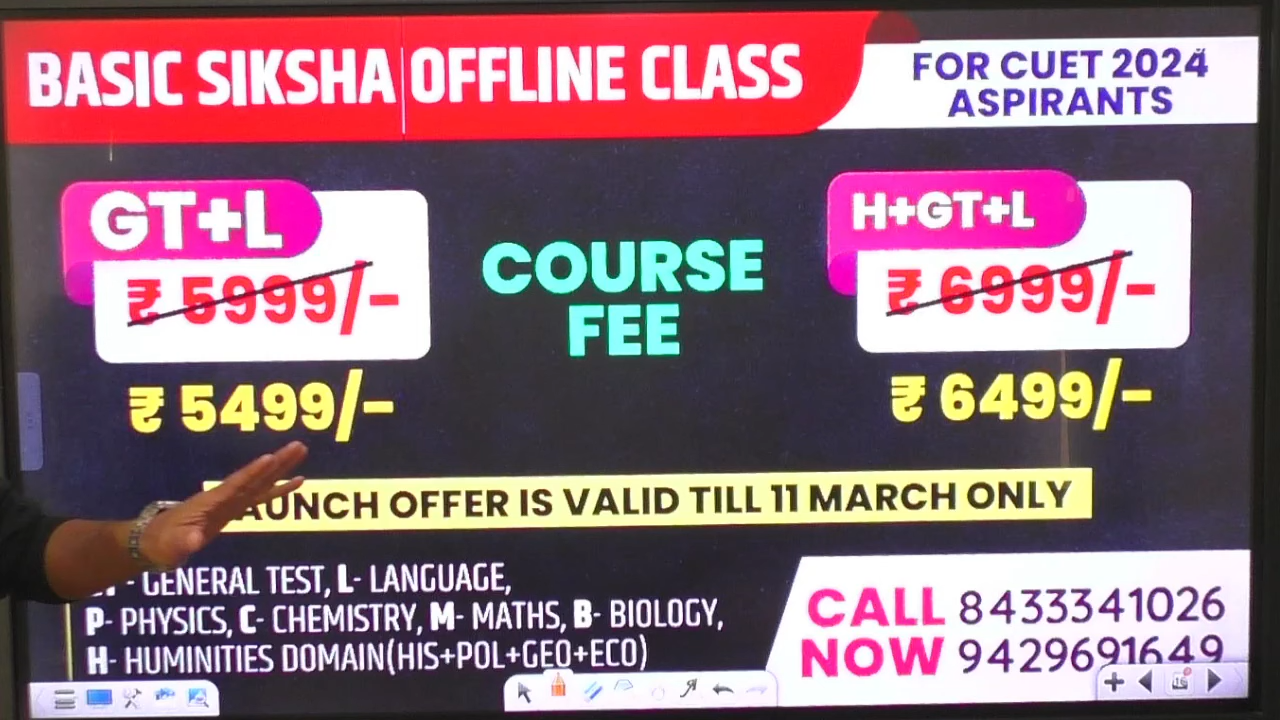 BASIC SIKSHA OFFLINE CLASS
FOR CUET 2024
ASPIRANTS
GT+L
₹ 5999/-
₹ 5499/-
COURSE
FEE
H+GT+L
₹ 6999/-
₹ 6499/-
LAUNCH OFFER IS VALID TILL 11 MARCH ONLY
- GENERAL TEST, L- LANGUAGE,
P- PHYSICS, C- CHEMISTRY, M- MATHS, B- BIOLOGY,
H- HUMINITIES DOMAIN(HIS+POL+GEO+ECO)
CALL 8433341026
NOW 9429691649